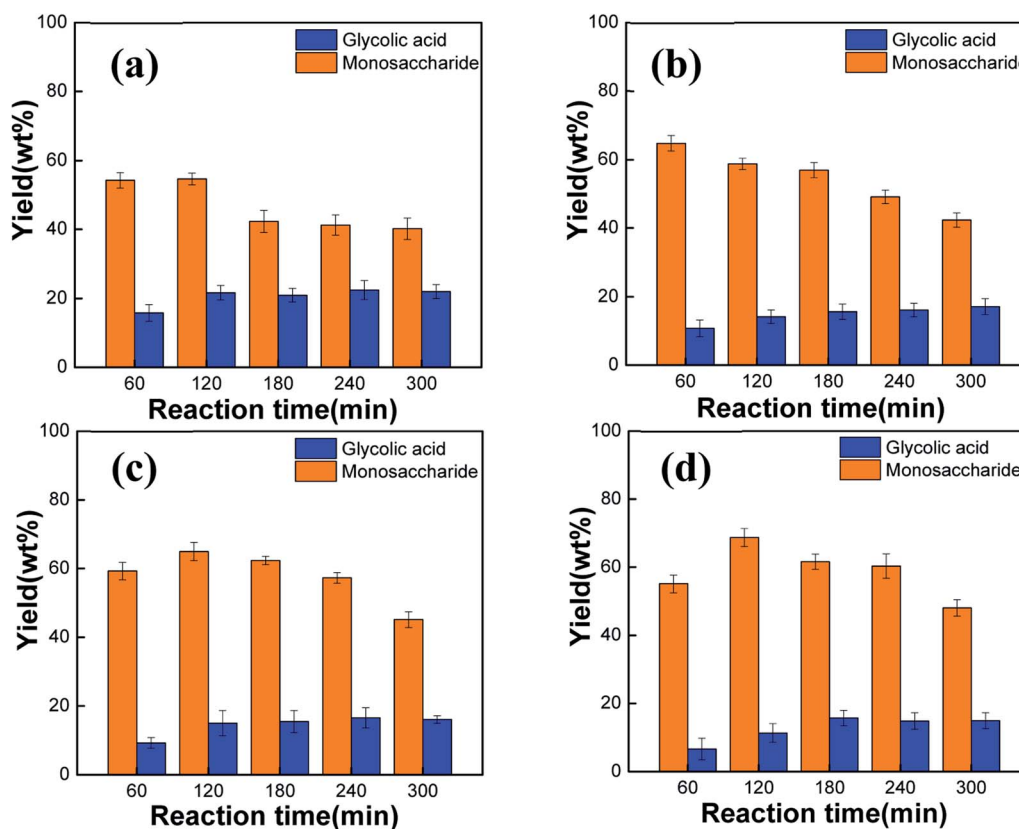 100
80
60
40
20
0
Yield(wt%)
(a)
Glycolic acid
Monosaccharide
60 120 180 240 300
Reaction time(min)
100
80
60
40
20
0
Yield(wt%)
(b)
Glycolic acid
Monosaccharide
60 120 180 240 300
Reaction time(min)
100
80
60
40
20
0
Yield(wt%)
(c)
Glycolic acid
Monosaccharide
60 120 180 240 300
Reaction time(min)
100
80
60
40
20
0
Yield(wt%)
(d)
Glycolic acid
Monosaccharide
60 120 180 240 300
Reaction time(min)